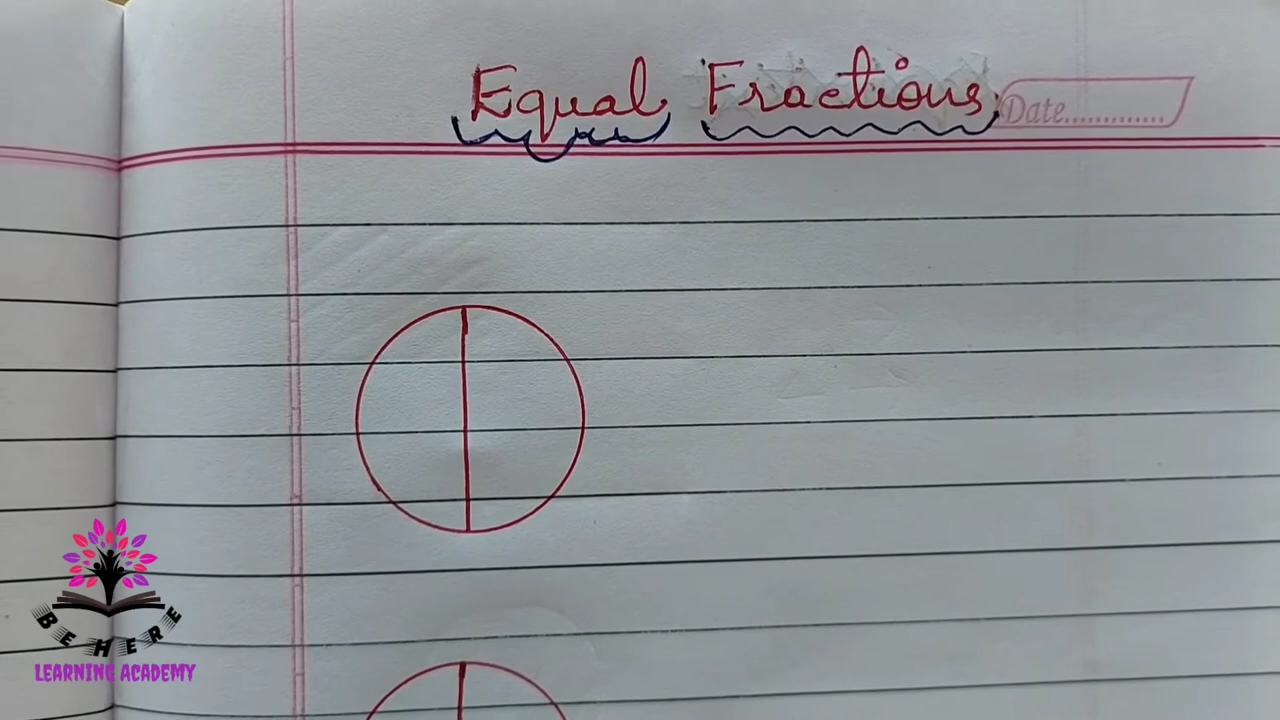 Equal Fractions
Date.............
BE HERE
LEARNING ACADEMY